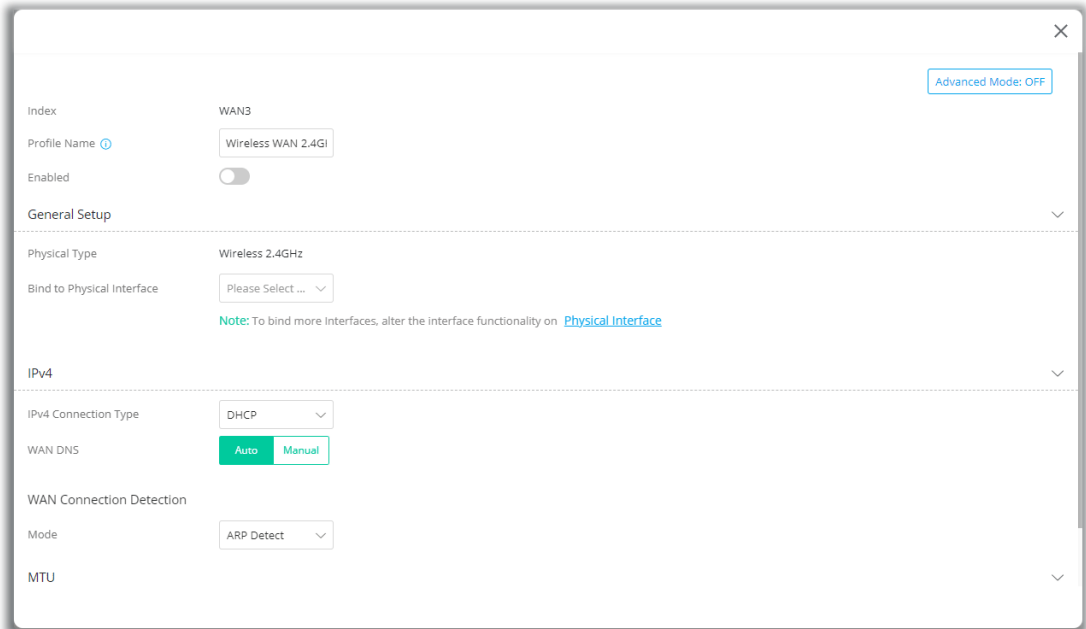 Advanced Mode: OFF
Index WAN3
Profile Name Wireless WAN 2.4G
Enabled
General Setup
Physical Type Wireless 2.4GHz
Bind to Physical Interface Please Select ...
Note: To bind more Interfaces, alter the interface functionality on Physical Interface
IPv4
IPv4 Connection Type DHCP
WAN DNS Auto Manual
WAN Connection Detection
Mode ARP Detect
MTU